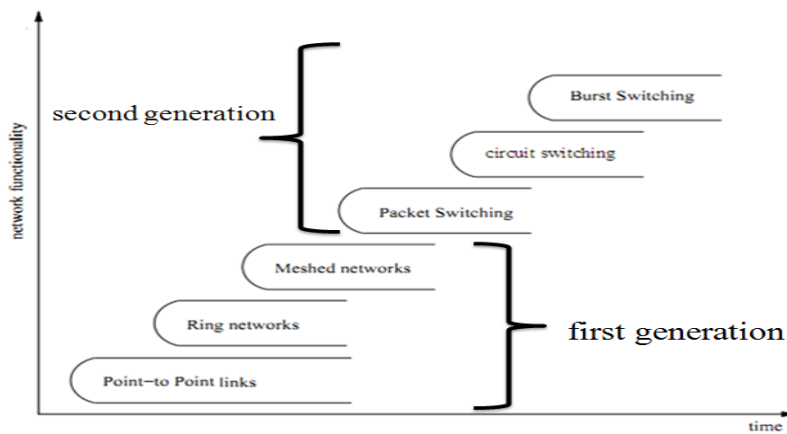 Burst Switching
second generation
circuit switching
Packet Switching
Meshed networks
Ring networks
first generation
Point-to Point links
network functionality
time